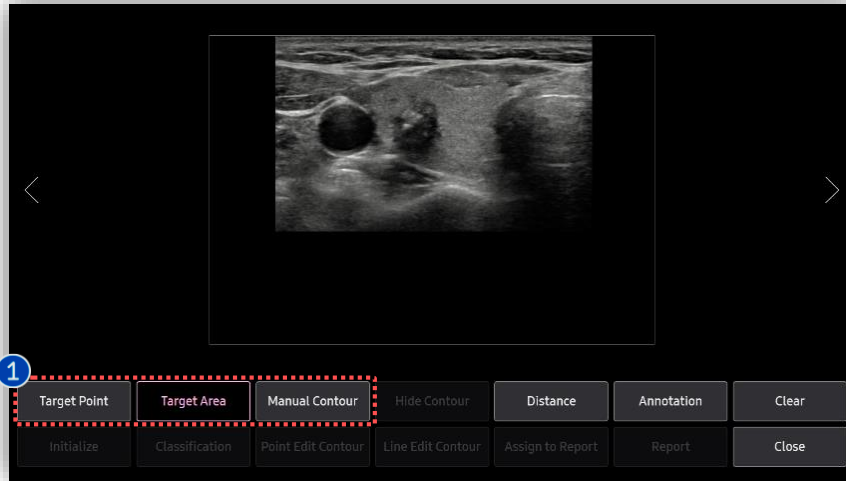 1
Target Point Target Area Manual Contour Hide Contour Distance Annotation Clear
Initialize Classification Point Edit Contour Line Edit Contour Assign to Report Report Close